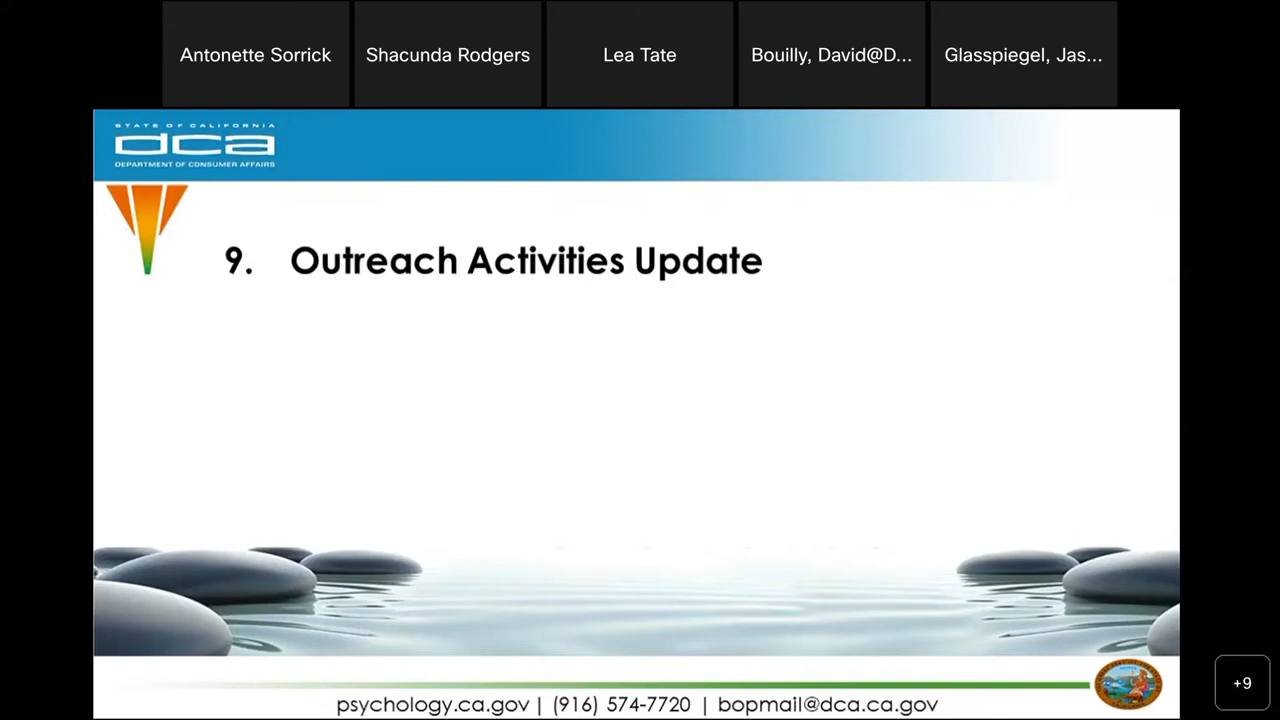 Antonette Sorrick
Shacunda Rodgers
Lea Tate
Bouilly, David@D...
Glasspiegel, Jas...
STATE OF CALIFORNIA
dca
DEPARTMENT OF CONSUMER AFFAIRS
9. Outreach Activities Update
psychology.ca.gov | (916) 574-7720 | bopmail@dca.ca.gov
+9